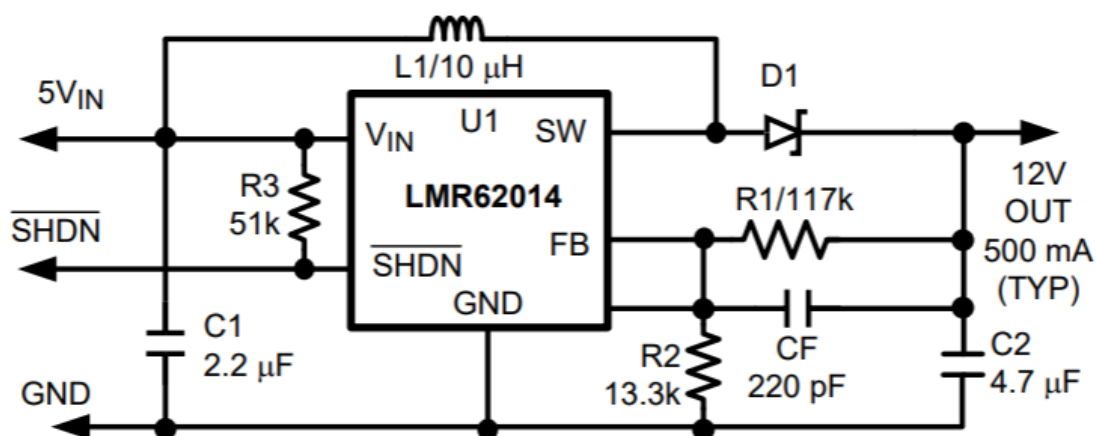 L1/10 μH
5VIN
VIN
U1
SW
D1
LMR62014
R3
51k
SHDN
SHDN
FB
GND
R1/117k
12V
OUT
500 mA
(TYP)
C1
2.2 μF
R2
13.3k
CF
220 pF
C2
4.7 μF
GND